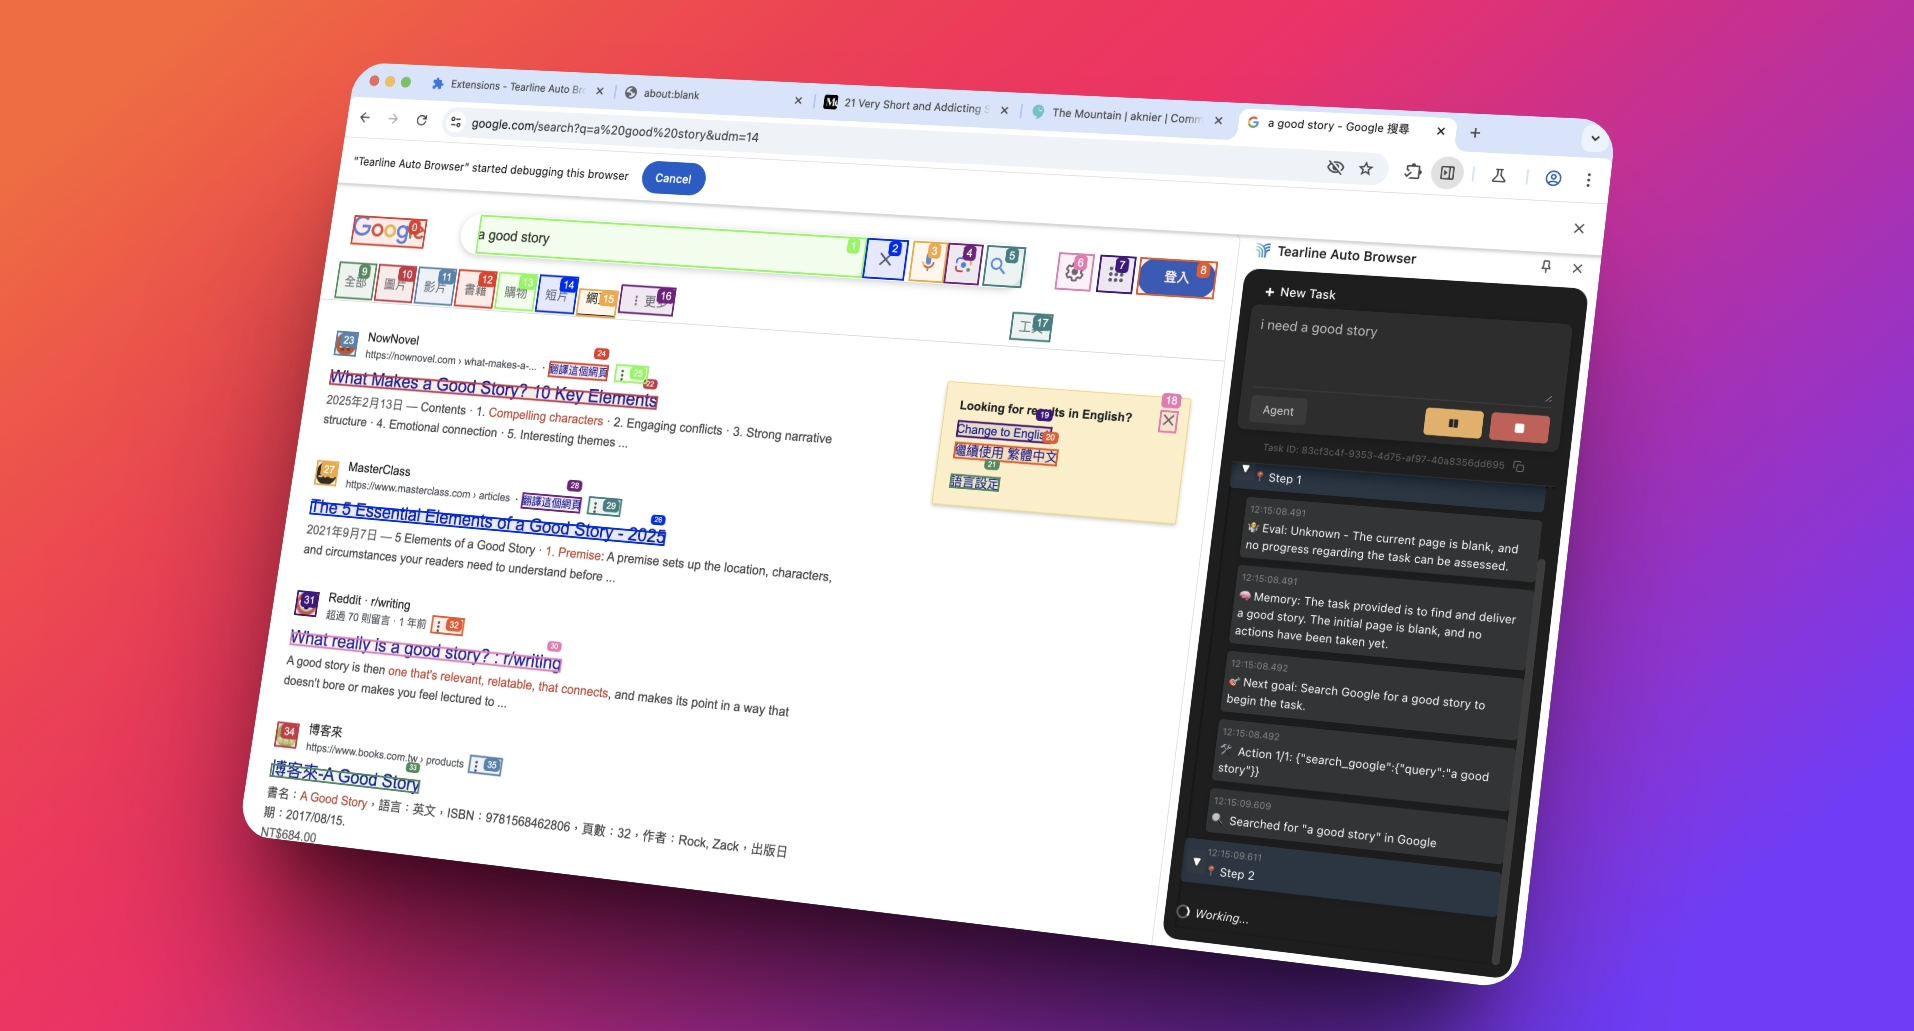 Extensions - Tearline Auto Br
about:blank
21 Very Short and Addicting S
The Mountain | aknier | Comm
a good story - Google 搜尋
google.com/search?q=a%20good%20story&udm=14
"Tearline Auto Browser" started debugging this browser
Cancel
Google
0
a good story
1
2
3
4
5
6
7
登入
8
全部
9
圖片
10
影片
11
書籍
12
購物
13
短片
14
網
15
更多
16
工具
17
23
NowNovel
https://nownovel.com › what-makes-a-... ·
翻譯這個網頁
24
25
22
What Makes a Good Story? 10 Key Elements
2025年2月13日 — Contents · 1. Compelling characters · 2. Engaging conflicts · 3. Strong narrative
structure · 4. Emotional connection · 5. Interesting themes ...
27
MasterClass
https://www.masterclass.com › articles ·
翻譯這個網頁
28
29
26
The 5 Essential Elements of a Good Story - 2025
2021年9月7日 — 5 Elements of a Good Story · 1. Premise: A premise sets up the location, characters,
and circumstances your readers need to understand before ...
31
Reddit · r/writing
超過 70 則留言 · 1 年前
32
30
What really is a good story? : r/writing
A good story is then one that's relevant, relatable, that connects, and makes its point in a way that
doesn't bore or makes you feel lectured to ...
34
博客來
https://www.books.com.tw › products
35
33
博客來-A Good Story
書名：A Good Story，語言：英文，ISBN：9781568462806，頁數：32，作者：Rock, Zack，出版日
期：2017/08/15.
NT$684.00
18
Looking for results in English?
19
Change to English
20
繼續使用 繁體中文
21
語言設定
Tearline Auto Browser
+ New Task
i need a good story
Agent
Task ID: 83cf3c4f-9353-4d75-af97-40a8356dd695
Step 1
12:15:08.491
Eval: Unknown - The current page is blank, and
no progress regarding the task can be assessed.
12:15:08.491
Memory: The task provided is to find and deliver
a good story. The initial page is blank, and no
actions have been taken yet.
12:15:08.492
Next goal: Search Google for a good story to
begin the task.
12:15:08.492
Action 1/1: {"search_google":{"query":"a good
story"}}
12:15:09.609
Searched for "a good story" in Google
12:15:09.611
Step 2
Working...